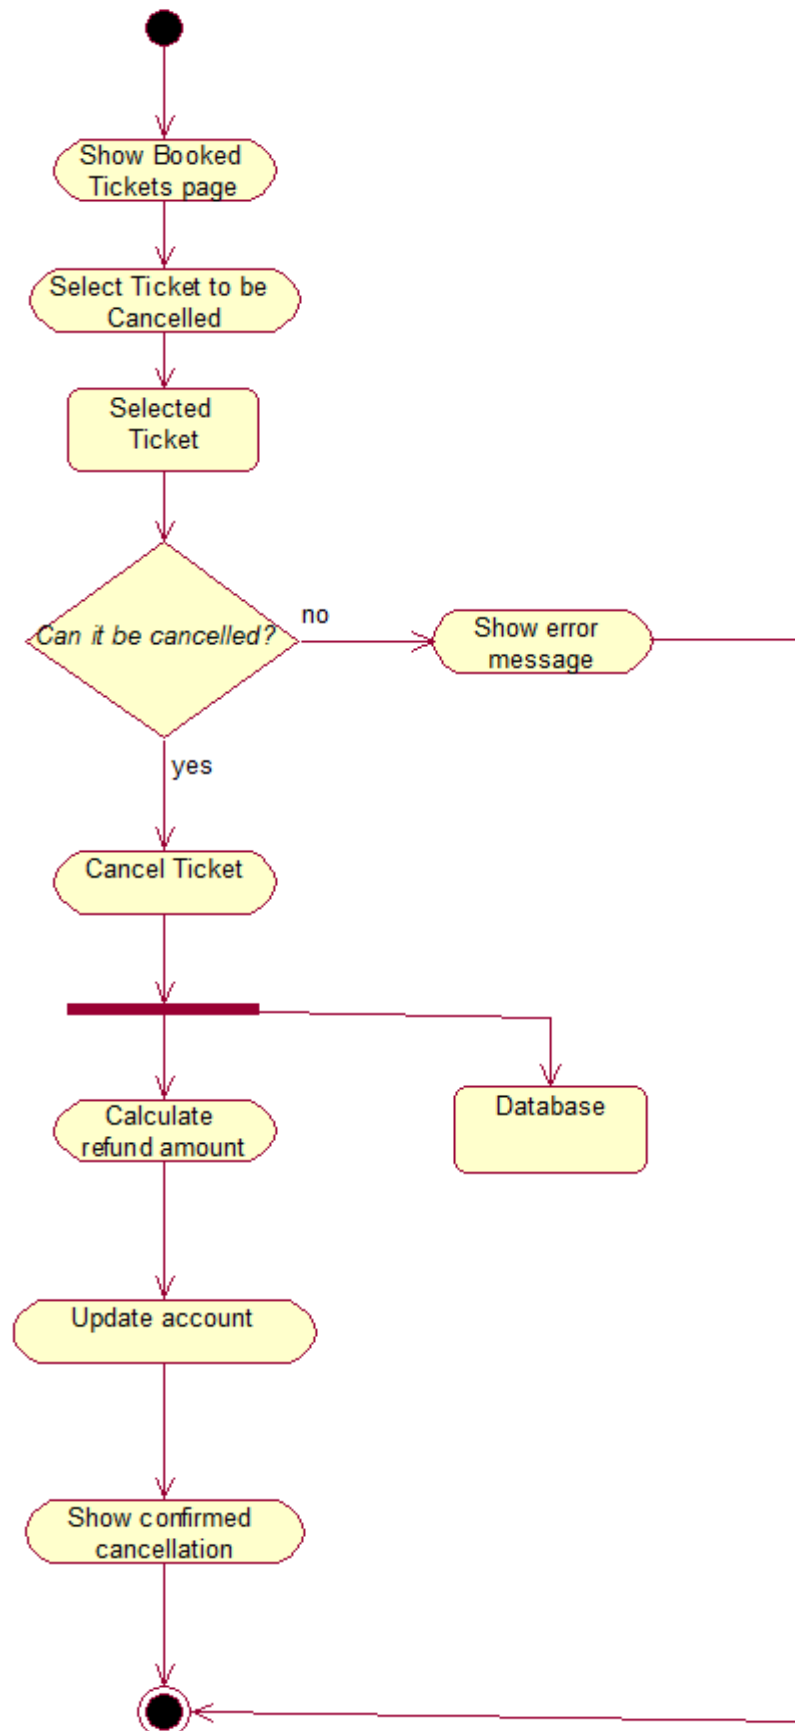 Show Booked
Tickets page
Select Ticket to be
Cancelled
Selected
Ticket
Can it be cancelled?
no
Show error
message
yes
Cancel Ticket
Calculate
refund amount
Database
Update account
Show confirmed
cancellation